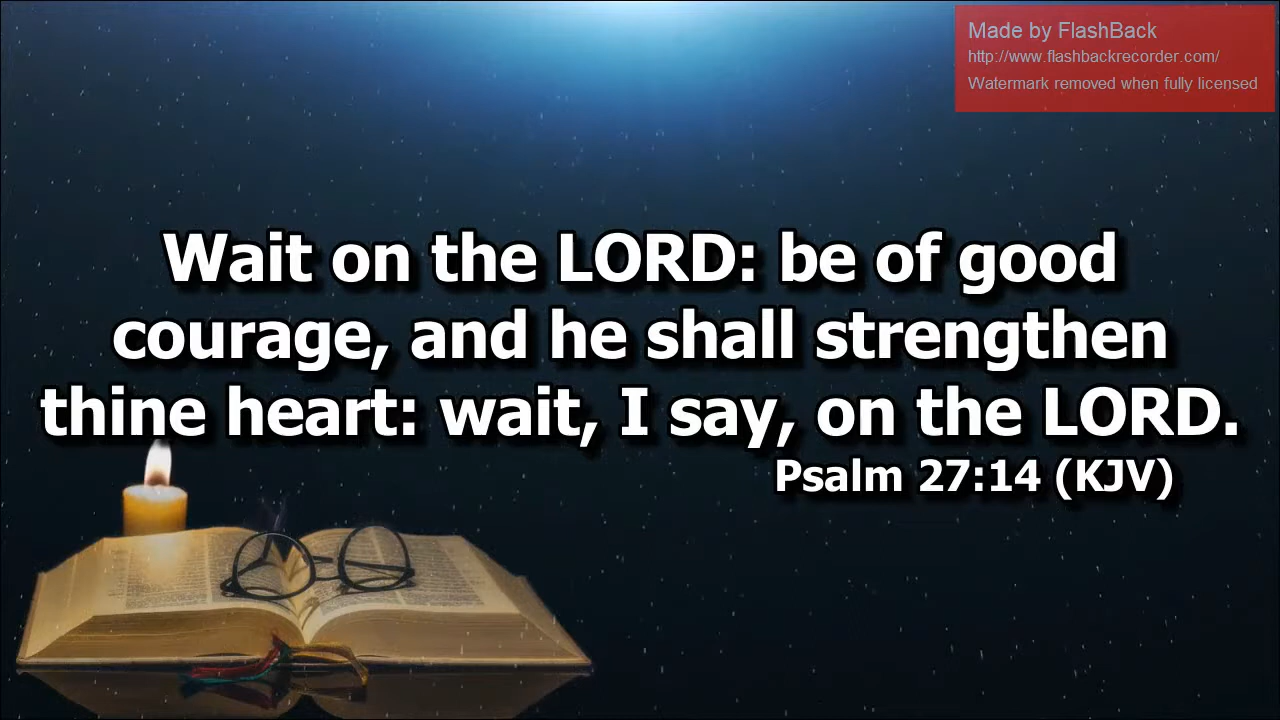 Made by FlashBack
http://www.flashbackrecorder.com/
Watermark removed when fully licensed
Wait on the LORD: be of good
courage, and he shall strengthen
thine heart: wait, I say, on the LORD.
Psalm 27:14 (KJV)